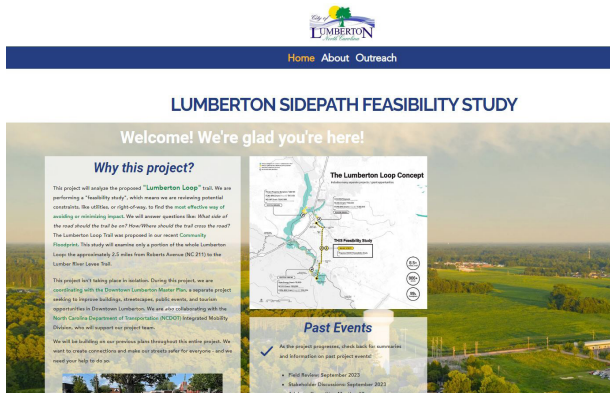 City of
LUMBERTON
North Carolina
Home About Outreach
LUMBERTON SIDEPATH FEASIBILITY STUDY
Welcome! We're glad you're here!
Why this project?
This project will analyze the proposed "Lumberton Loop" trail. We are
performing a "feasibility study", which means we are reviewing potential
constraints, like utilities, or right-of-way, to find the most effective way of
avoiding or minimizing impact. We will answer questions like: What side of
the road should the trail be on? How/Where should the trail cross the road?
The Lumberton Loop Trail was proposed in our recent Community
Floodprint. This study will examine only a portion of the whole Lumberton
Loop: the approximately 2.5 miles from Roberts Avenue (NC 211) to the
Lumber River Levee Trail.
This project isn't taking place in isolation. During this project, we are
coordinating with the Downtown Lumberton Master Plan, a separate project
seeking to improve buildings, streetscapes, public events, and tourism
opportunities in Downtown Lumberton. We are also collaborating with the
North Carolina Department of Transportation (NCDOT) Integrated Mobility
Division, who will support our project team.
We will be building on our previous plans throughout this entire project. We
want to create connections and make our streets safer for everyone - and we
need your help to do so.
The Lumberton Loop Concept
THIS Feasibility Study
Past Events
As the project progresses, check back for summaries
and information on past project events!
Field Review: September 2023
Stakeholder Discussions: September 2023